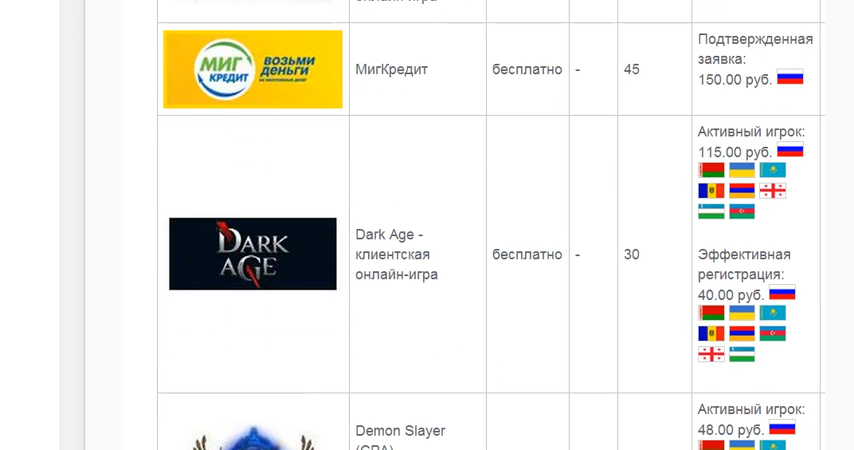 МИГ
КРЕДИТ
ВОЗЬМИ
ДЕНЬГИ
МигКредит
бесплатно
-
45
Подтвержденная
заявка:
150.00 руб.
DARK
AGE
Dark Age -
клиентская
онлайн-игра
бесплатно
-
30
Активный игрок:
115.00 руб.
Эффективная
регистрация:
40.00 руб.
Demon Slayer
(CPA)
Активный игрок:
48.00 руб.